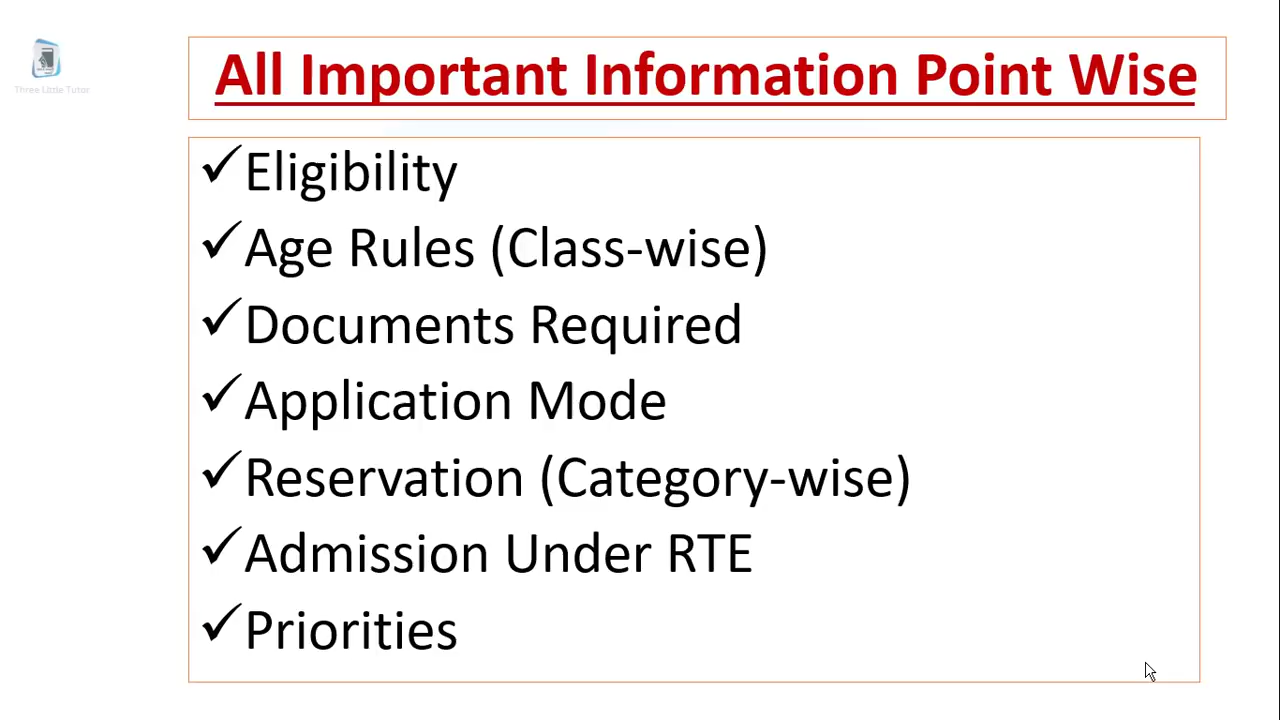 Three Little Tutor
All Important Information Point Wise
✓Eligibility
✓Age Rules (Class-wise)
✓Documents Required
✓Application Mode
✓Reservation (Category-wise)
✓Admission Under RTE
✓Priorities